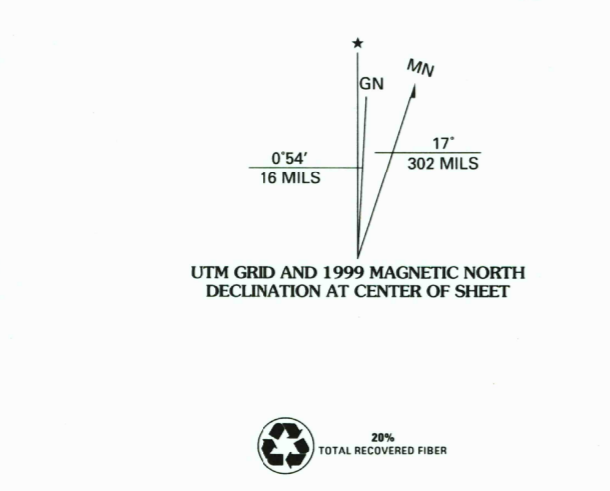 ★
GN
MN
0°54'
16 MILS
17°
302 MILS
UTM GRID AND 1999 MAGNETIC NORTH
DECLINATION AT CENTER OF SHEET
20%
TOTAL RECOVERED FIBER